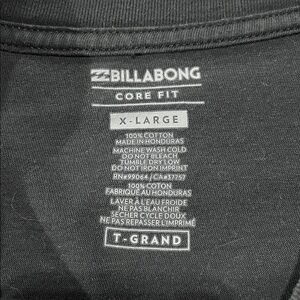 BILLABONG
CORE FIT
X-LARGE
100% COTTON
MADE IN HONDURAS
MACHINE WASH COLD
DO NOT BLEACH
TUMBLE DRY LOW
DO NOT IRON IMPRINT
RN#99064 / CA#37757
100% COTON
FABRIQUÉ AU HONDURAS
LAVER À L'EAU FROIDE
NE PAS BLANCHIR
SECHER CYCLE DOUX
NE PAS REPASSER L'IMPRIMÉ
T-GRAND